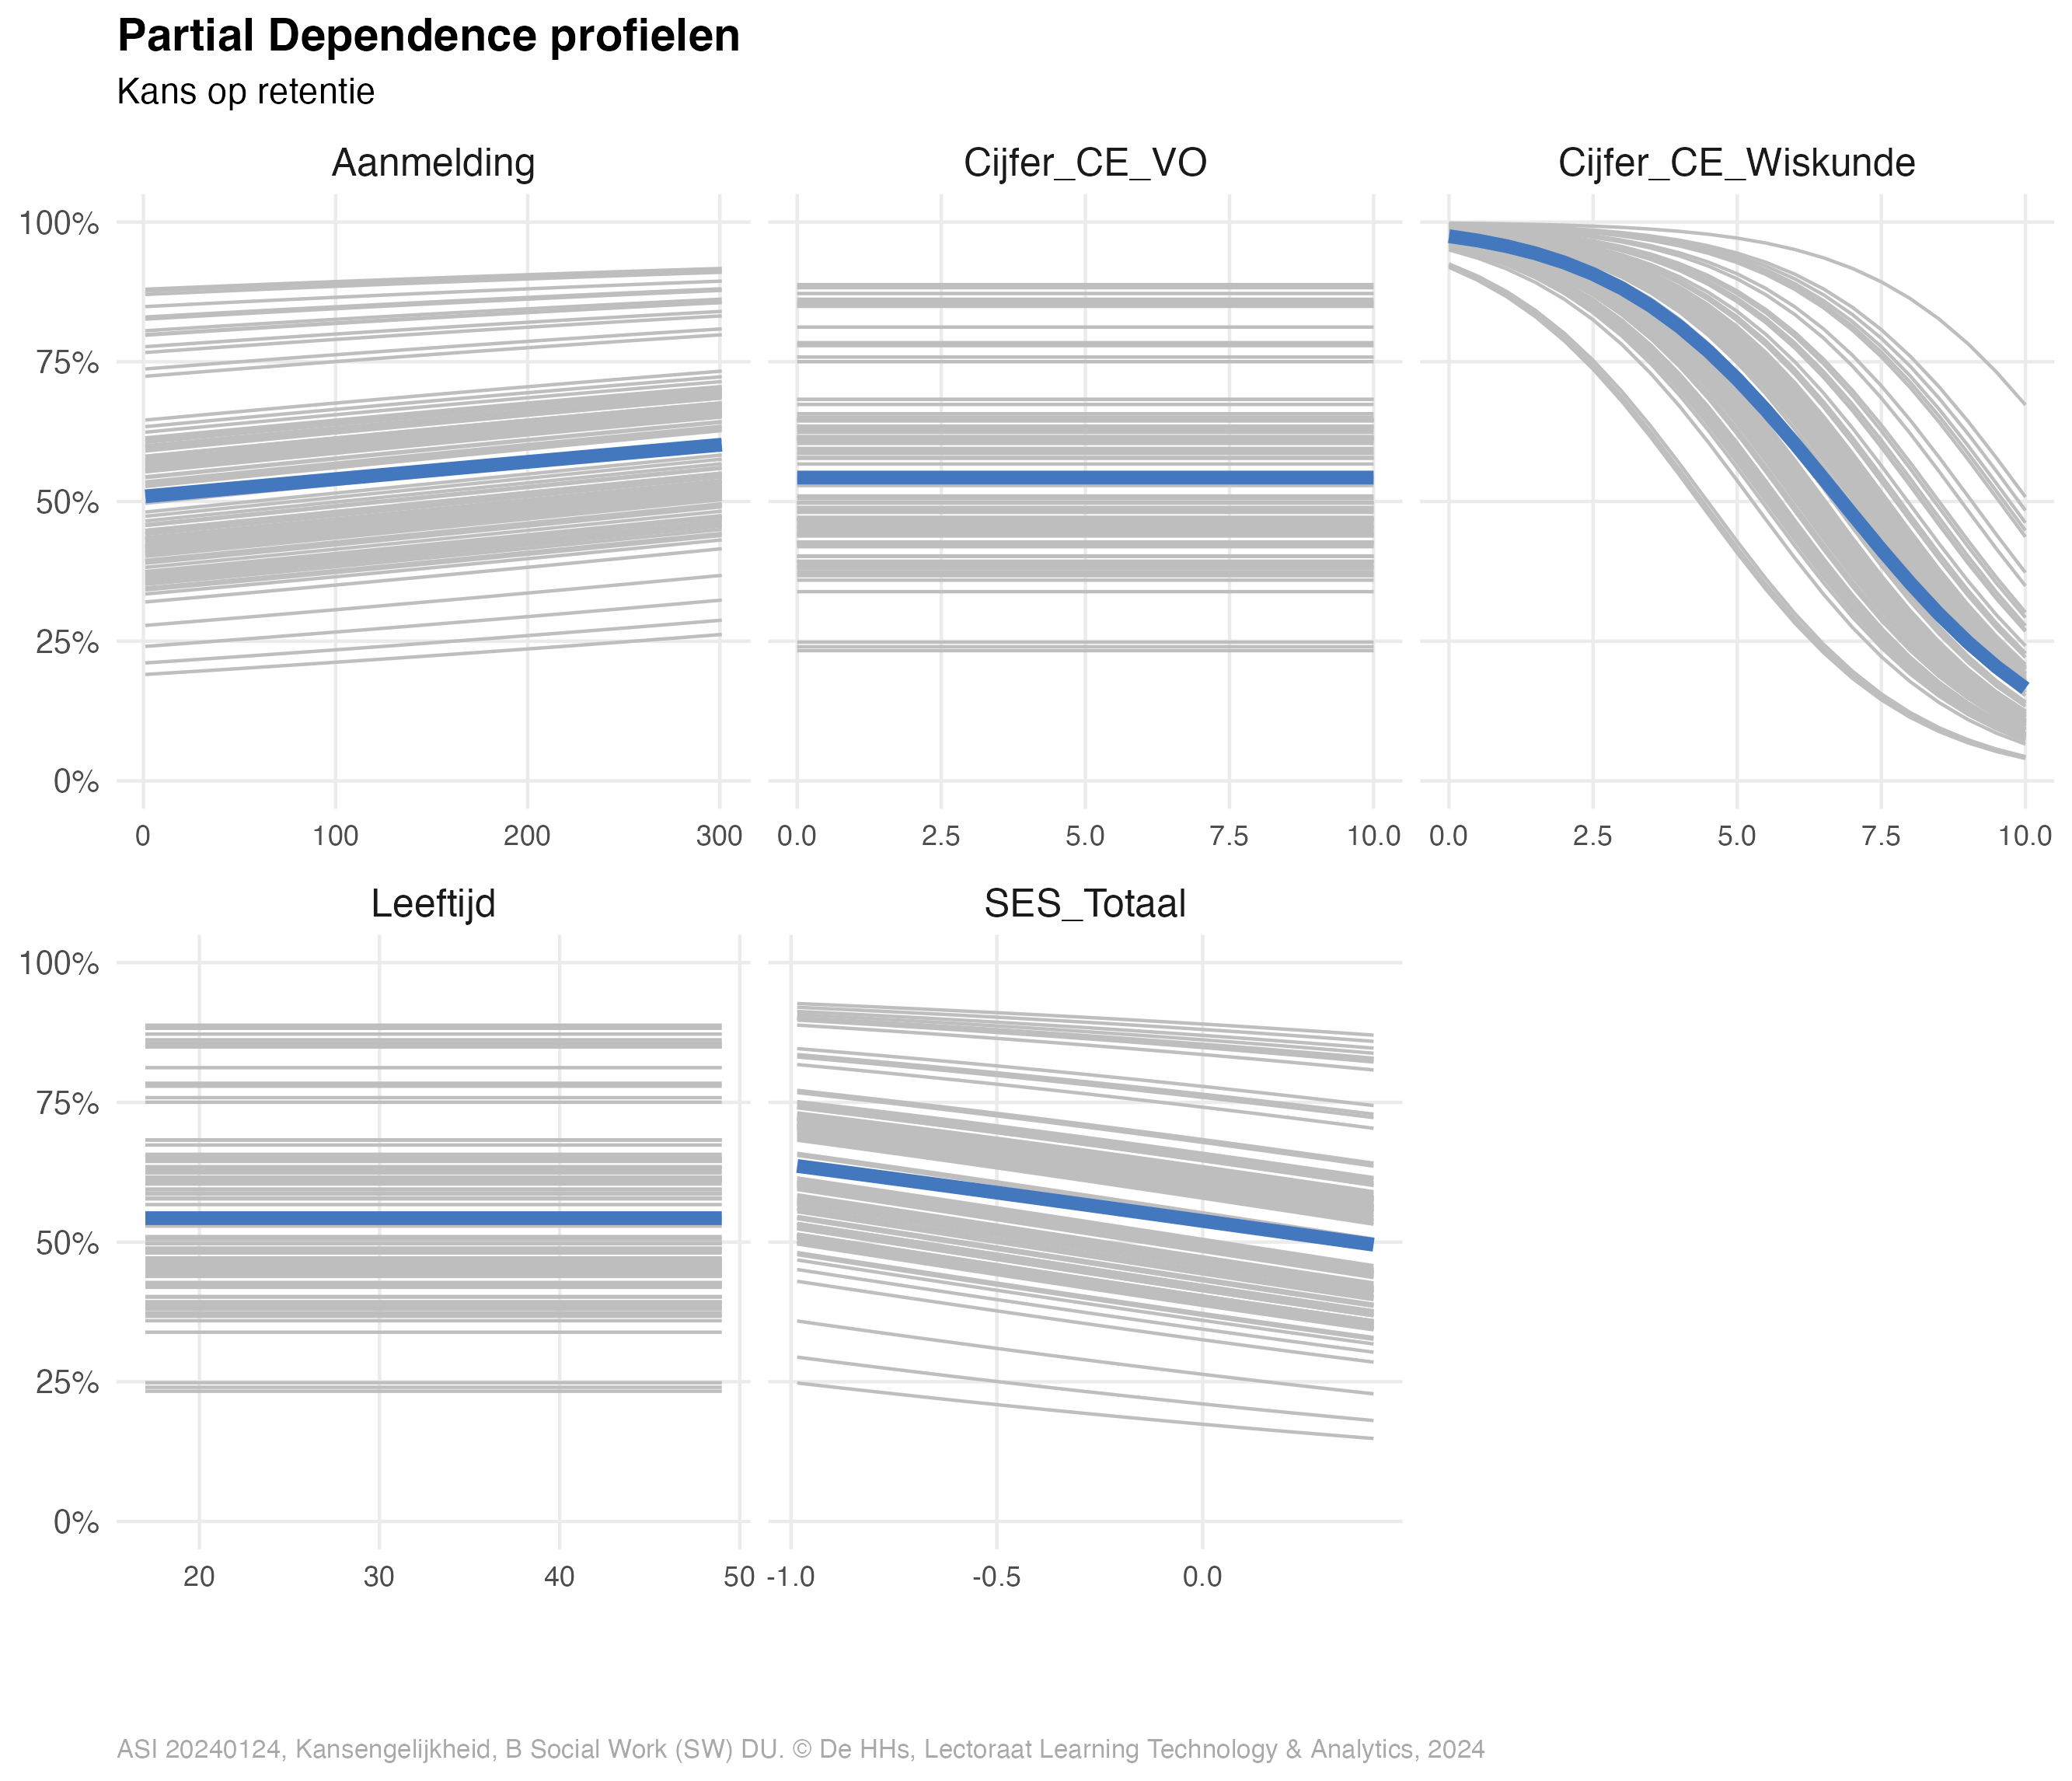 Partial Dependence profielen
Kans op retentie
Aanmelding
Cijfer_CE_VO
Cijfer_CE_Wiskunde
100%
75%
50%
25%
0%
0 100 200 300
0.0 2.5 5.0 7.5 10.0
0.0 2.5 5.0 7.5 10.0
Leeftijd
SES_Totaal
100%
75%
50%
25%
0%
20 30 40 50
-1.0 -0.5 0.0
ASI 20240124, Kansengelijkheid, B Social Work (SW) DU. © De HHs, Lectoraat Learning Technology & Analytics, 2024